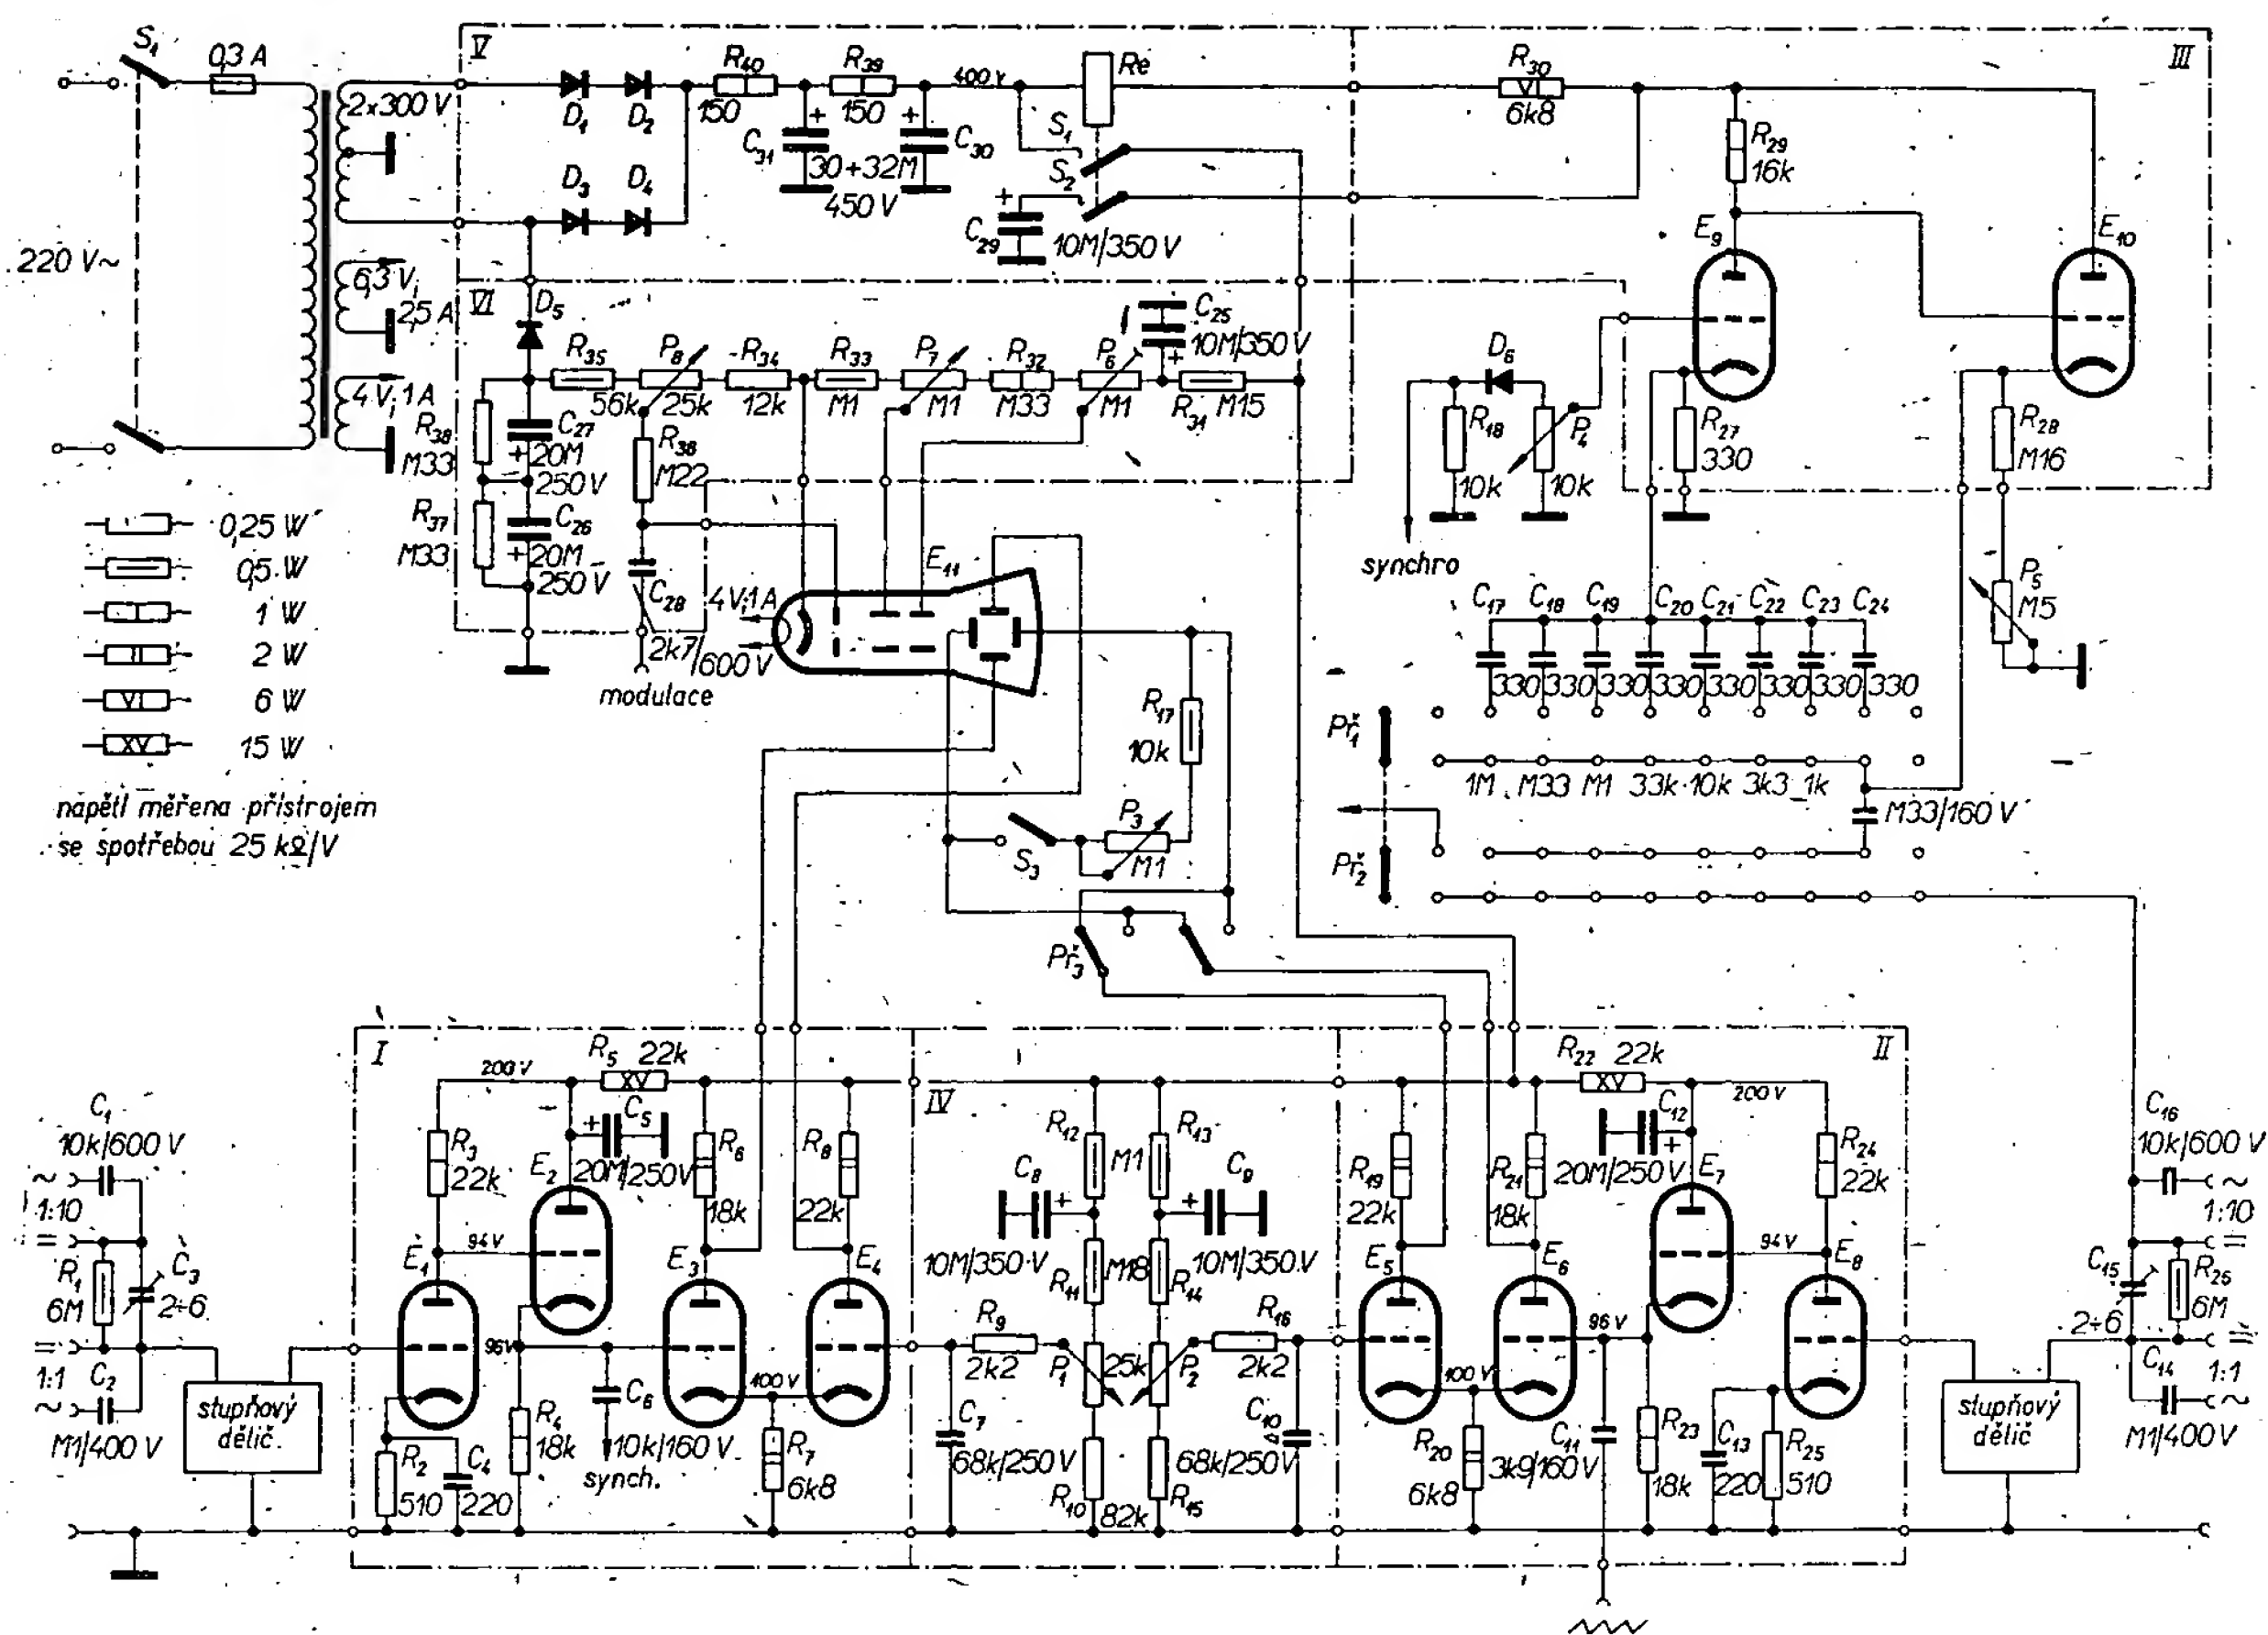 S₁
0,3 A
220 V~
2×300 V
6,3 V;
2,5 A
4 V; 1 A
V
D₁
D₂
D₃
D₄
R₄₀
150
R₃₉
150
400 V
C₃₁
C₃₀
30+32M
450 V
Re
S₁
S₂
C₂₉
10M/350 V
III
R₃₀
6k8
R₂₉
16k
E₉
E₁₀
VI
D₅
R₃₅
56k
P₈
25k
R₃₄
12k
R₃₃
M1
P₇
M1
R₃₂
M33
P₆
M1
C₂₅
10M/350 V
R₃₁
M15
R₃₈
M33
C₂₇
20M
250 V
R₃₆
M22
R₃₇
M33
C₂₆
20M
250 V
C₂₈
2k7/600 V
modulace
4 V; 1 A
E₁₁
D₆
R₁₈
10k
P₄
10k
synchro
R₂₇
330
R₂₈
M16
P₅
M5
0,25 W
0,5 W
1 W
2 W
6 W
15 W
napětí měřena přístrojem
se spotřebou 25 kΩ/V
C₁₇ C₁₈ C₁₉ C₂₀ C₂₁ C₂₂ C₂₃ C₂₄
330 330 330 330 330 330 330 330
Př₁
1M M33 M1 33k 10k 3k3 1k
M33/160 V
Př₂
R₁₇
10k
P₃
M1
S₃
Př₃
I
200 V
R₅ 22k
C₅
20M/250V
R₃
22k
E₂
94 V
E₁
96V
R₆
18k
R₈
22k
E₃
E₄
100 V
R₂
510
C₄
220
R₄
18k
C₆
10k/160 V
synch.
R₇
6k8
C₁
10k/600 V
~
1:10
=
R₁
6M
C₃
2÷6
=
1:1
C₂
~
M1/400 V
stupňový
dělič
IV
R₁₂
M1
R₁₃
C₈
10M/350 V
C₉
10M/350 V
R₁₁
M18
R₁₄
R₉
2k2
P₁
25k
P₂
R₁₆
2k2
C₇
68k/250 V
C₁₀
68k/250V
R₁₀
82k
R₁₅
II
R₂₂ 22k
200 V
C₁₂
20M/250 V
R₁₉
22k
R₂₁
18k
E₇
R₂₄
22k
94 V
E₅
E₆
E₈
96 V
100 V
R₂₀
6k8
C₁₁
3k9/160V
R₂₃
18k
C₁₃
220
R₂₅
510
C₁₆
10k/600 V
~
1:10
=
C₁₅
2÷6
R₂₆
6M
=
C₁₄
1:1
~
M1/400V
stupňový
dělič